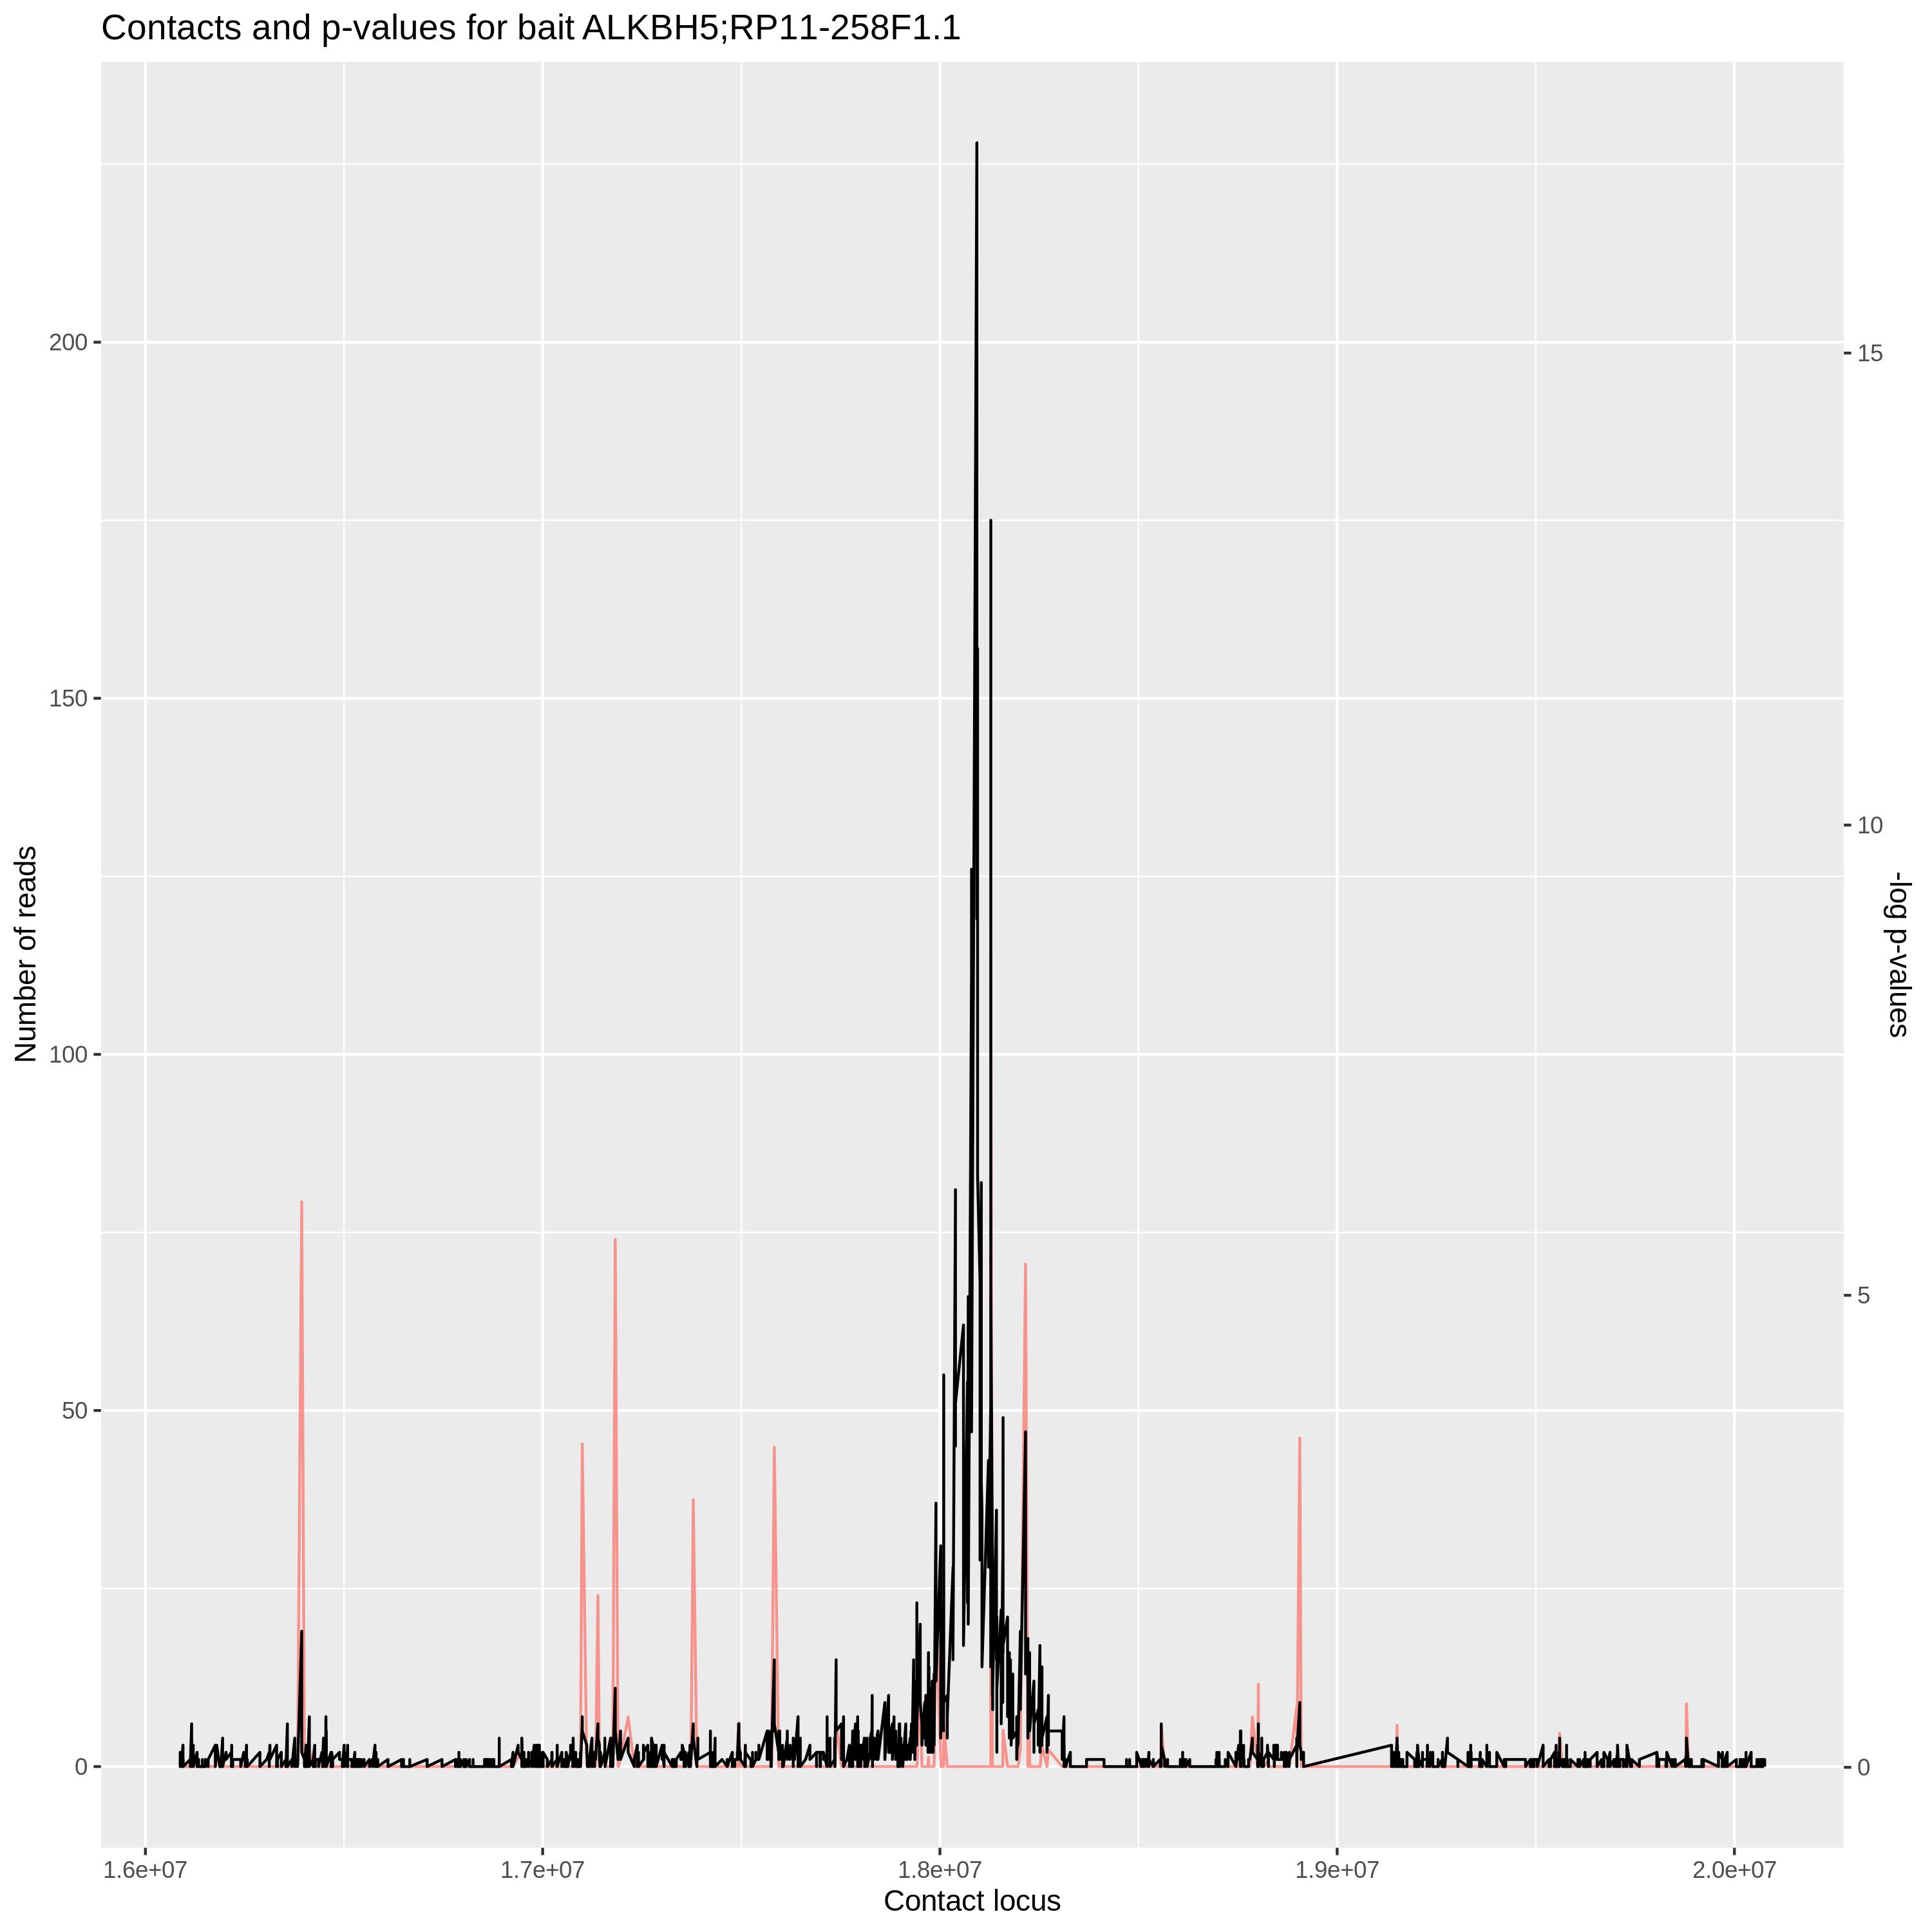 Contacts and p-values for bait ALKBH5;RP11-258F1.1
200
150
100
50
0
Number of reads
15
10
5
0
-log p-values
1.6e+07
1.7e+07
1.8e+07
1.9e+07
2.0e+07
Contact locus